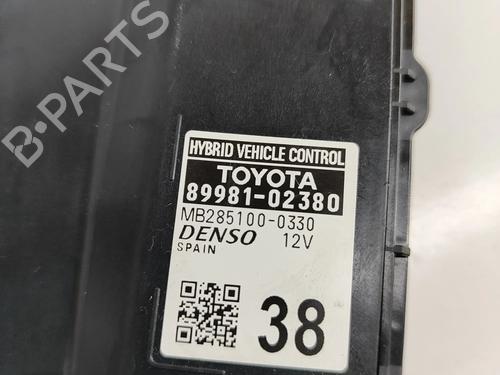 B-PARTS
HYBRID VEHICLE CONTROL
TOYOTA
89981-02380
MB285100-0330
DENSO 12V
SPAIN
38